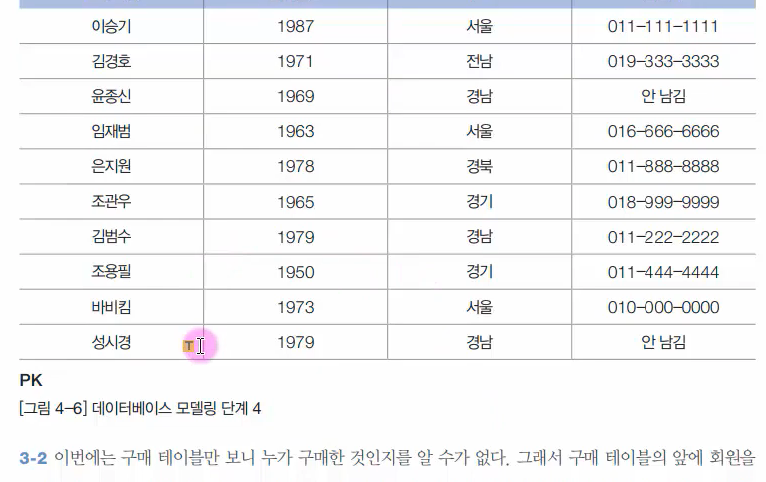 이승기 1987 서울 011-111-1111
김경호 1971 전남 019-333-3333
윤종신 1969 경남 안 남김
임재범 1963 서울 016-666-6666
은지원 1978 경북 011-888-8888
조관우 1965 경기 018-999-9999
김범수 1979 경남 011-222-2222
조용필 1950 경기 011-444-4444
바비킴 1973 서울 010-000-0000
성시경 T 1979 경남 안 남김
PK
[그림 4-6] 데이터베이스 모델링 단계 4
3-2 이번에는 구매 테이블만 보니 누가 구매한 것인지를 알 수가 없다. 그래서 구매 테이블의 앞에 회원을